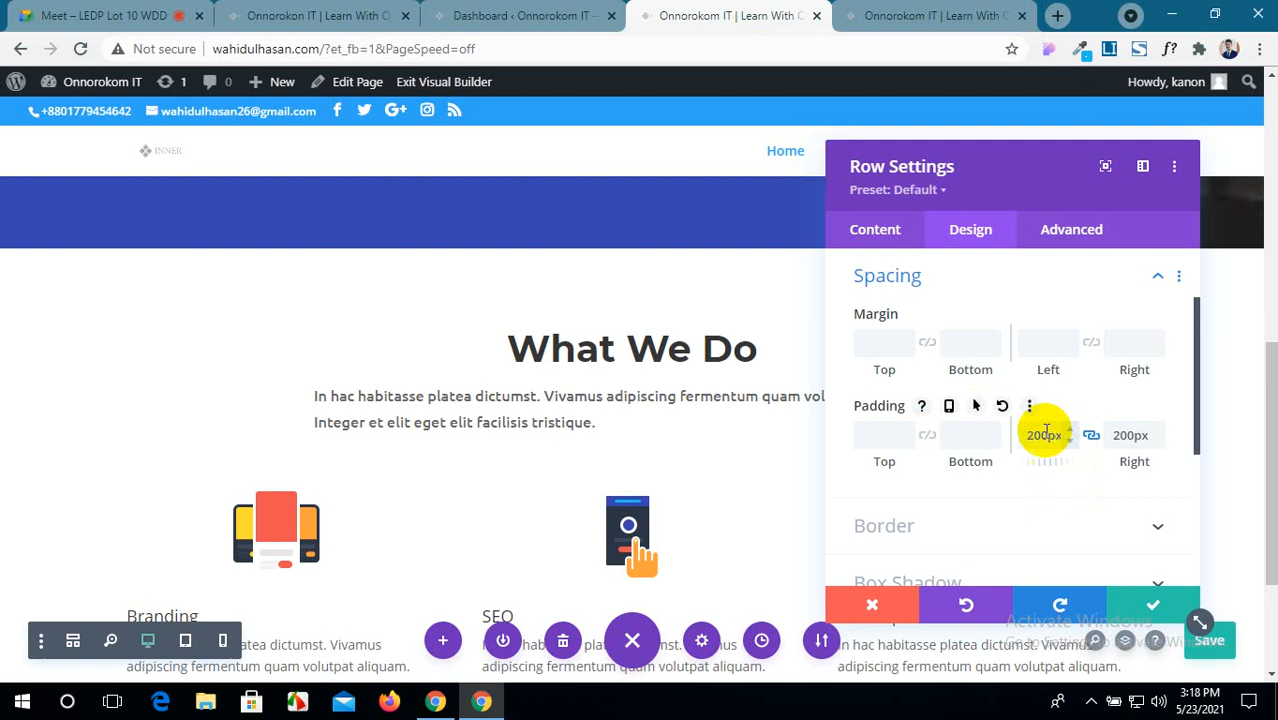 Meet – LEDP Lot 10 WDD
Onnorokon IT | Learn With O
Dashboard ‹ Onnorokom IT —
Onnorokom IT | Learn With O
Onnorokon IT | Learn With O
Not secure
wahidulhasan.com/?et_fb=1&PageSpeed=off
Onnorokom IT
1
0
New
Edit Page
Exit Visual Builder
Howdy, kanon
+8801779454642
wahidulhasan26@gmail.com
INNER
Home
Row Settings
Preset: Default
Content
Design
Advanced
Spacing
Margin
Top
Bottom
Left
Right
Padding
200px
200px
Top
Bottom
Right
Border
Box Shadow
What We Do
In hac habitasse platea dictumst. Vivamus adipiscing fermentum quam vol
Integer et elit eget elit facilisis tristique.
Branding
SEO
dictumst. Vivamus
In hac habitasse platea dictumst. Vivamus
adipiscing fermentum quam volutpat aliquam.
adipiscing fermentum quam volutpat aliquam.
adipiscing fermentum quam volutpat aliquam.
Activate Windows
Save
3:18 PM
5/23/2021